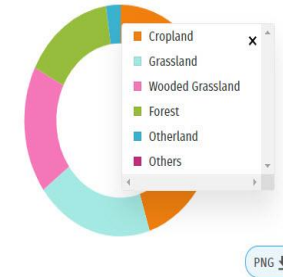 Cropland
x
Grassland
Wooded Grassland
Forest
Otherland
Others
PNG